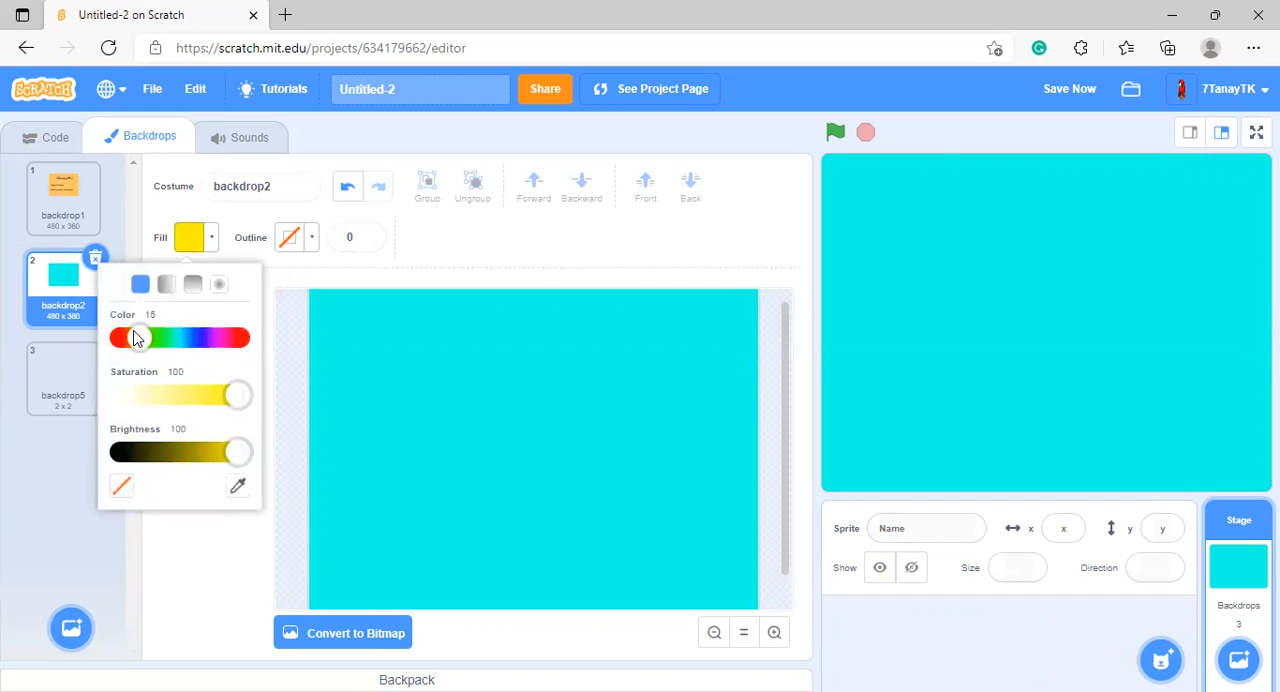 Untitled-2 on Scratch
https://scratch.mit.edu/projects/634179662/editor
SCRATCH
File
Edit
Tutorials
Untitled-2
Share
See Project Page
Save Now
7TanayTK
Code
Backdrops
Sounds
1
backdrop1
480 x 360
2
backdrop2
480 x 360
3
backdrop5
2 x 2
Costume
backdrop2
Group
Ungroup
Forward
Backward
Front
Back
Fill
Outline
0
Color 15
Saturation 100
Brightness 100
Convert to Bitmap
Backpack
Sprite
Name
x
x
y
y
Show
Size
Direction
Stage
Backdrops
3